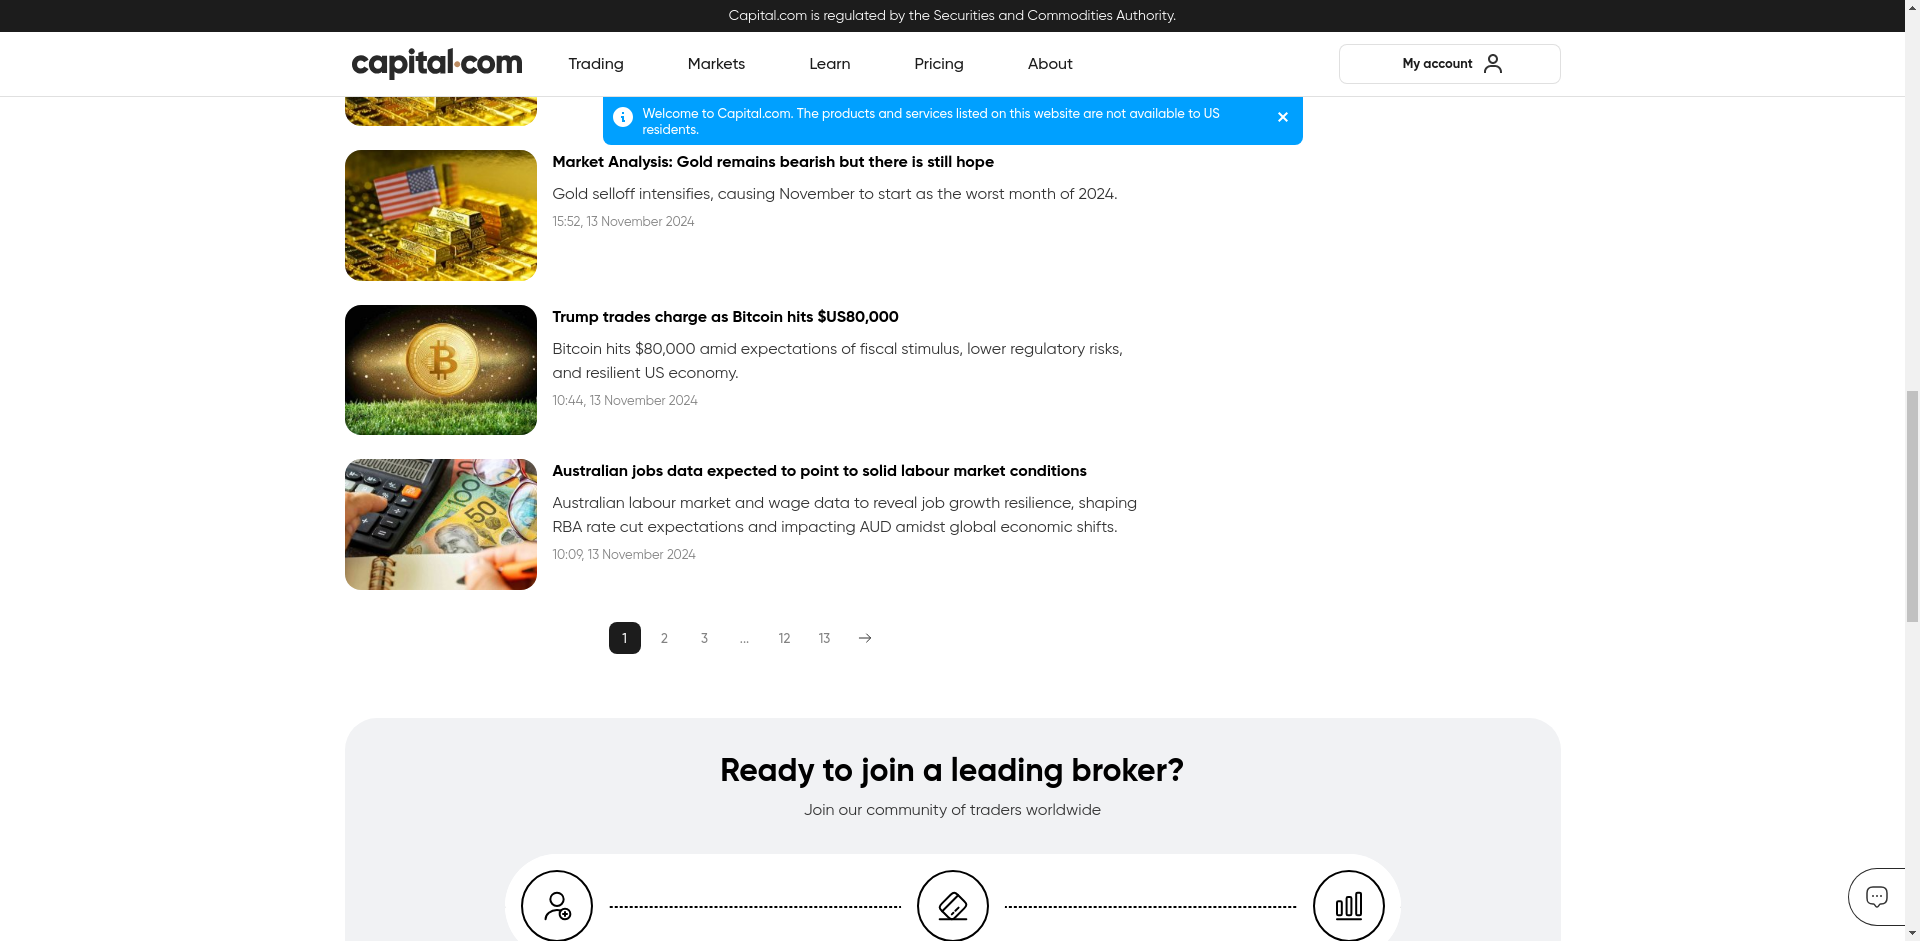 Capital.com is regulated by the Securities and Commodities Authority.
capital.com
Trading
Markets
Learn
Pricing
About
My account
Welcome to Capital.com. The products and services listed on this website are not available to US
residents.
Market Analysis: Gold remains bearish but there is still hope
Gold selloff intensifies, causing November to start as the worst month of 2024.
15:52, 13 November 2024
Trump trades charge as Bitcoin hits $US80,000
Bitcoin hits $80,000 amid expectations of fiscal stimulus, lower regulatory risks,
and resilient US economy.
10:44, 13 November 2024
100
50
Australian jobs data expected to point to solid labour market conditions
Australian labour market and wage data to reveal job growth resilience, shaping
RBA rate cut expectations and impacting AUD amidst global economic shifts.
10:09, 13 November 2024
1 2 3 ... 12 13
Ready to join a leading broker?
Join our community of traders worldwide